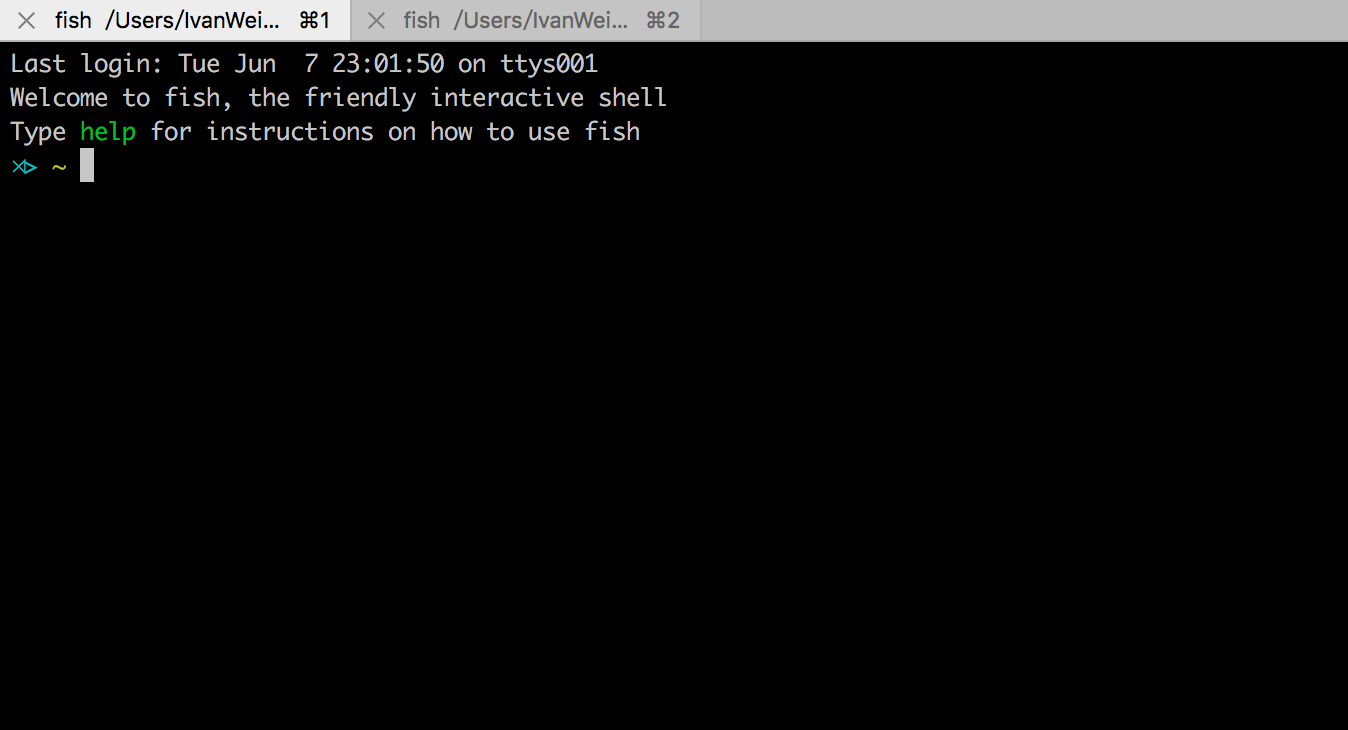 fish /Users/IvanWei... ⌘1 fish /Users/IvanWei... ⌘2
Last login: Tue Jun  7 23:01:50 on ttys001
Welcome to fish, the friendly interactive shell
Type help for instructions on how to use fish
⋊> ~